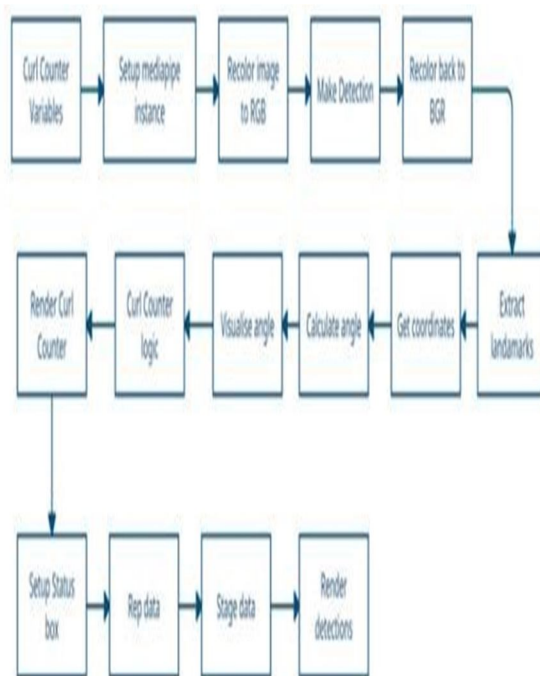 Curl Counter
Variables
Setup mediapipe
instance
Recolor image
to RGB
Make Detection
Recolor back to
BGR
Extract
landamarks
Get coordinates
Calculate angle
Visualise angle
Curl Counter
logic
Render Curl
Counter
Setup Status
box
Rep data
Stage data
Render
detections